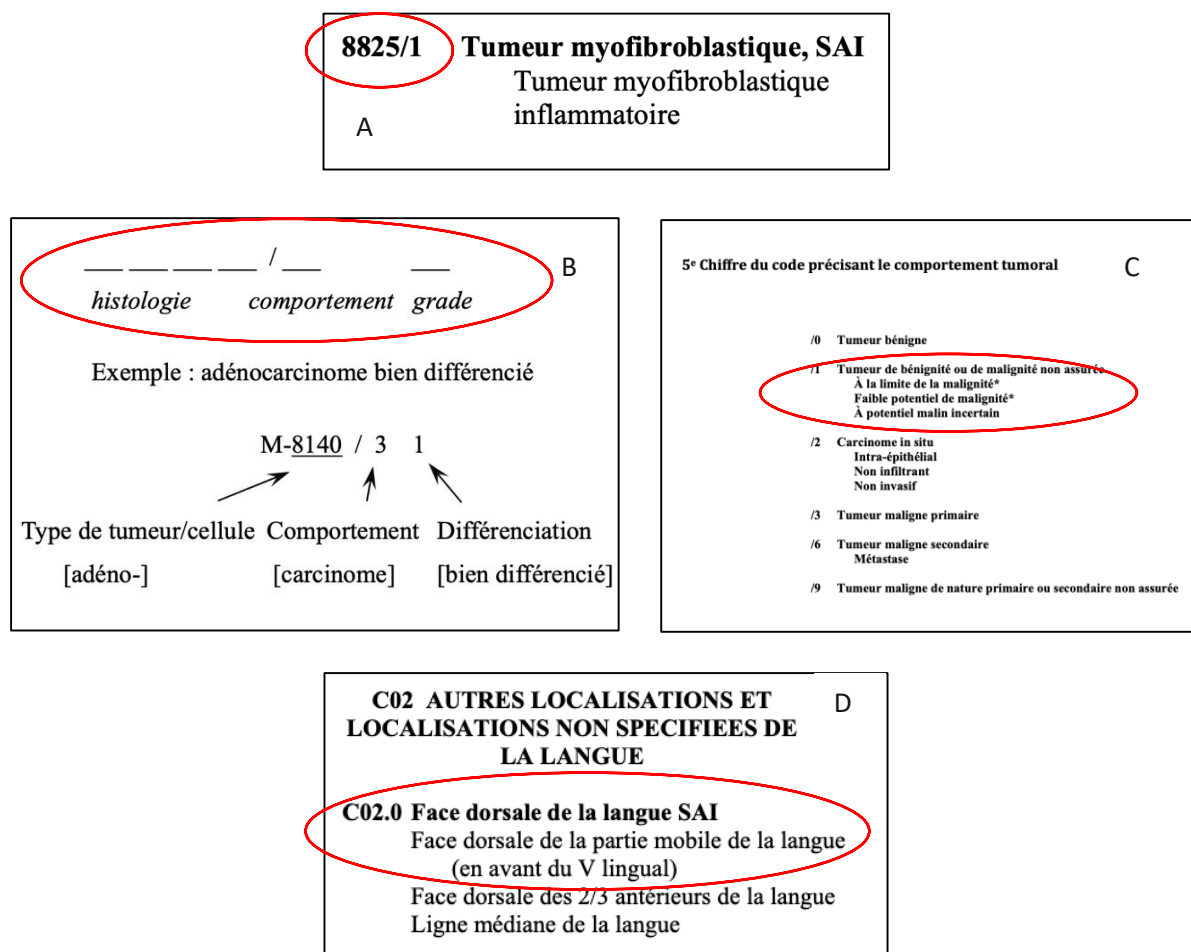 8825/1 Tumeur myofibroblastique, SAI
Tumeur myofibroblastique
inflammatoire
A
__ __ __ __ / __ __
histologie comportement grade
B
Exemple : adénocarcinome bien différencié
M-8140 / 3 1
Type de tumeur/cellule Comportement Différenciation
[adéno-] [carcinome] [bien différencié]
5e Chiffre du code précisant le comportement tumoral
C
/0 Tumeur bénigne
/1 Tumeur de bénignité ou de malignité non assurée
À la limite de la malignité*
Faible potentiel de malignité*
À potentiel malin incertain
/2 Carcinome in situ
Intra-épithélial
Non infiltrant
Non invasif
/3 Tumeur maligne primaire
/6 Tumeur maligne secondaire
Métastase
/9 Tumeur maligne de nature primaire ou secondaire non assurée
C02 AUTRES LOCALISATIONS ET
LOCALISATIONS NON SPECIFIEES DE
LA LANGUE
D
C02.0 Face dorsale de la langue SAI
Face dorsale de la partie mobile de la langue
(en avant du V lingual)
Face dorsale des 2/3 antérieurs de la langue
Ligne médiane de la langue